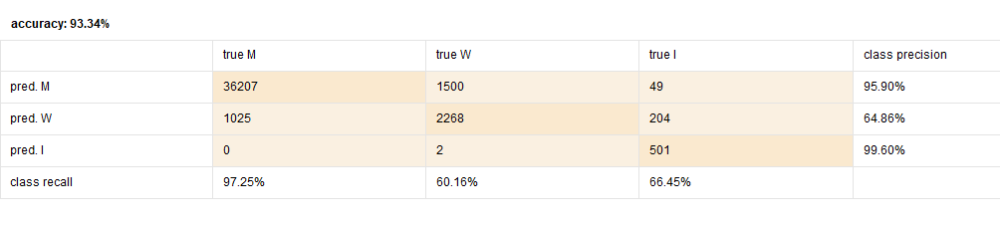 accuracy: 93.34%
true M true W true I class precision
pred. M 36207 1500 49 95.90%
pred. W 1025 2268 204 64.86%
pred. I 0 2 501 99.60%
class recall 97.25% 60.16% 66.45%